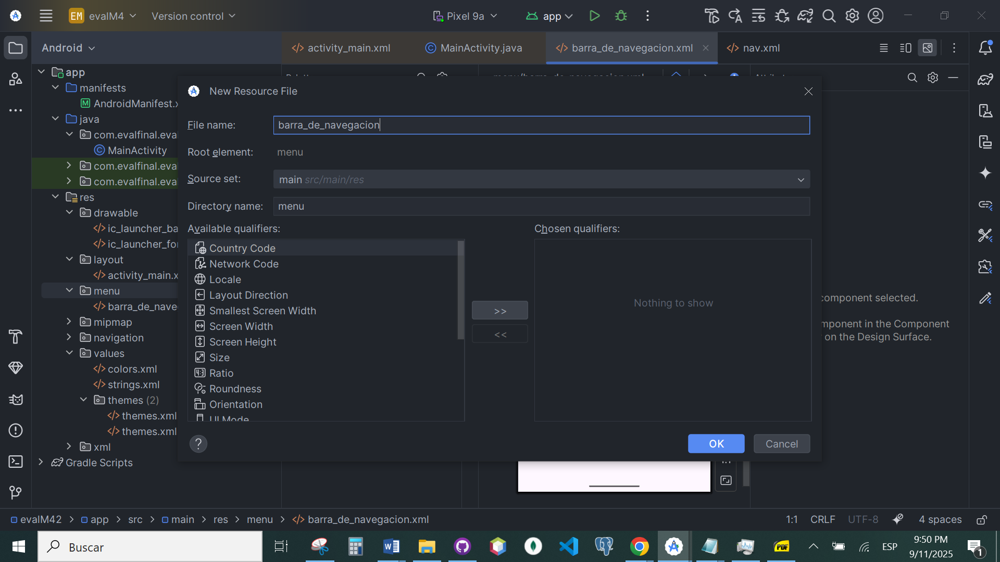 EM evalM4
Version control
Pixel 9a
app
Android
activity_main.xml
MainActivity.java
barra_de_navegacion.xml
nav.xml
app
manifests
AndroidManifest.x
java
com.evalfinal.eva
MainActivity
com.evalfinal.eva
com.evalfinal.eva
res
drawable
ic_launcher_ba
ic_launcher_for
layout
activity_main.x
menu
barra_de_nave
mipmap
navigation
values
colors.xml
strings.xml
themes (2)
themes.xml
themes.xml
xml
Gradle Scripts
New Resource File
File name:
barra_de_navegacion
Root element:
menu
Source set:
main src/main/res
Directory name:
menu
Available qualifiers:
Chosen qualifiers:
Country Code
Network Code
Locale
Layout Direction
Smallest Screen Width
Screen Width
Screen Height
Size
Ratio
Roundness
Orientation
UI Mode
>>
<<
Nothing to show
?
OK
Cancel
component selected.
mponent in the Component
on the Design Surface.
evalM42 > app > src > main > res > menu > barra_de_navegacion.xml
1:1 CRLF UTF-8 4 spaces
Buscar
PDF
ESP
9:50 PM
9/11/2025
1